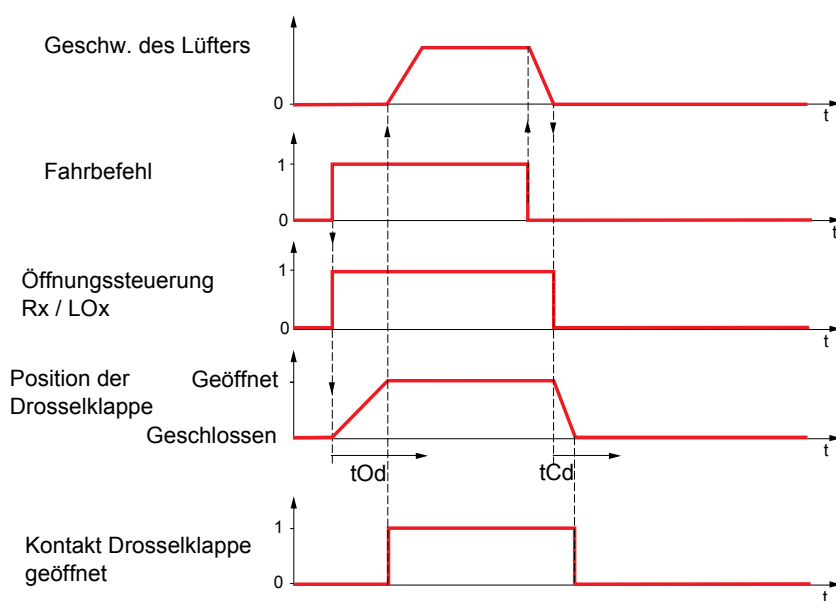 Geschw. des Lüfters
0
t
Fahrbefehl
1
0
t
Öffnungssteuerung
Rx / LOx
1
0
t
Position der
Drosselklappe
Geöffnet
Geschlossen
t
tOd
tCd
Kontakt Drosselklappe
geöffnet
1
0
t